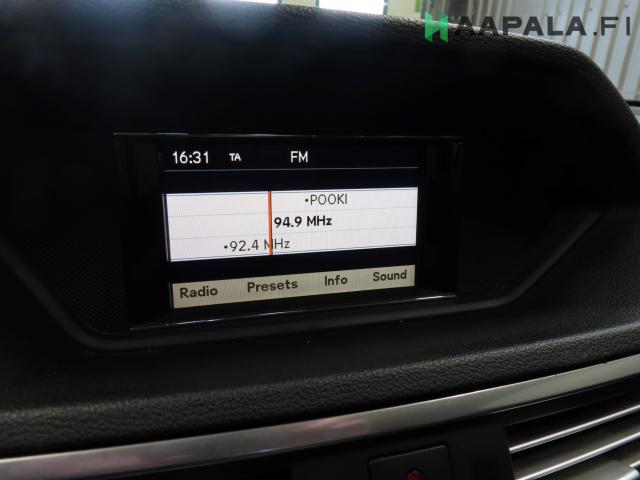 HAAPALA.FI
16:31 TA FM
•POOKI
94.9 MHz
•92.4 MHz
Radio Presets Info Sound